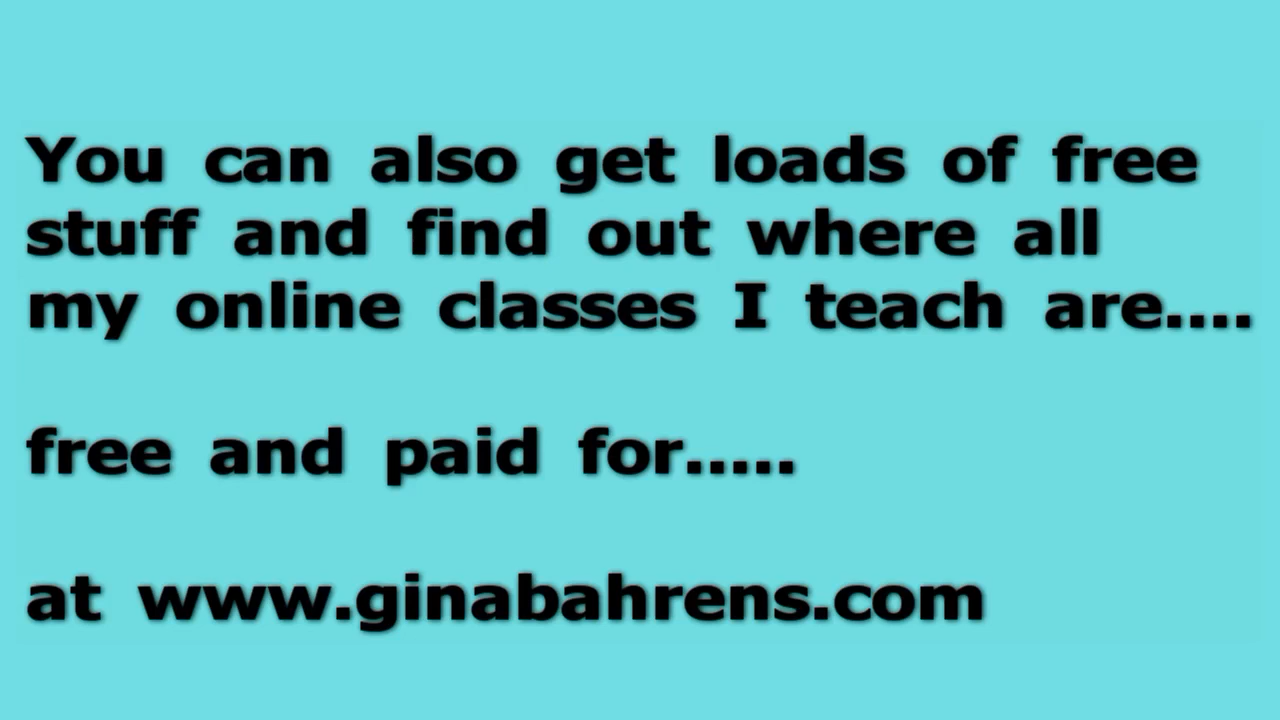 You can also get loads of free
stuff and find out where all
my online classes I teach are....
free and paid for.....
at www.ginabahrens.com